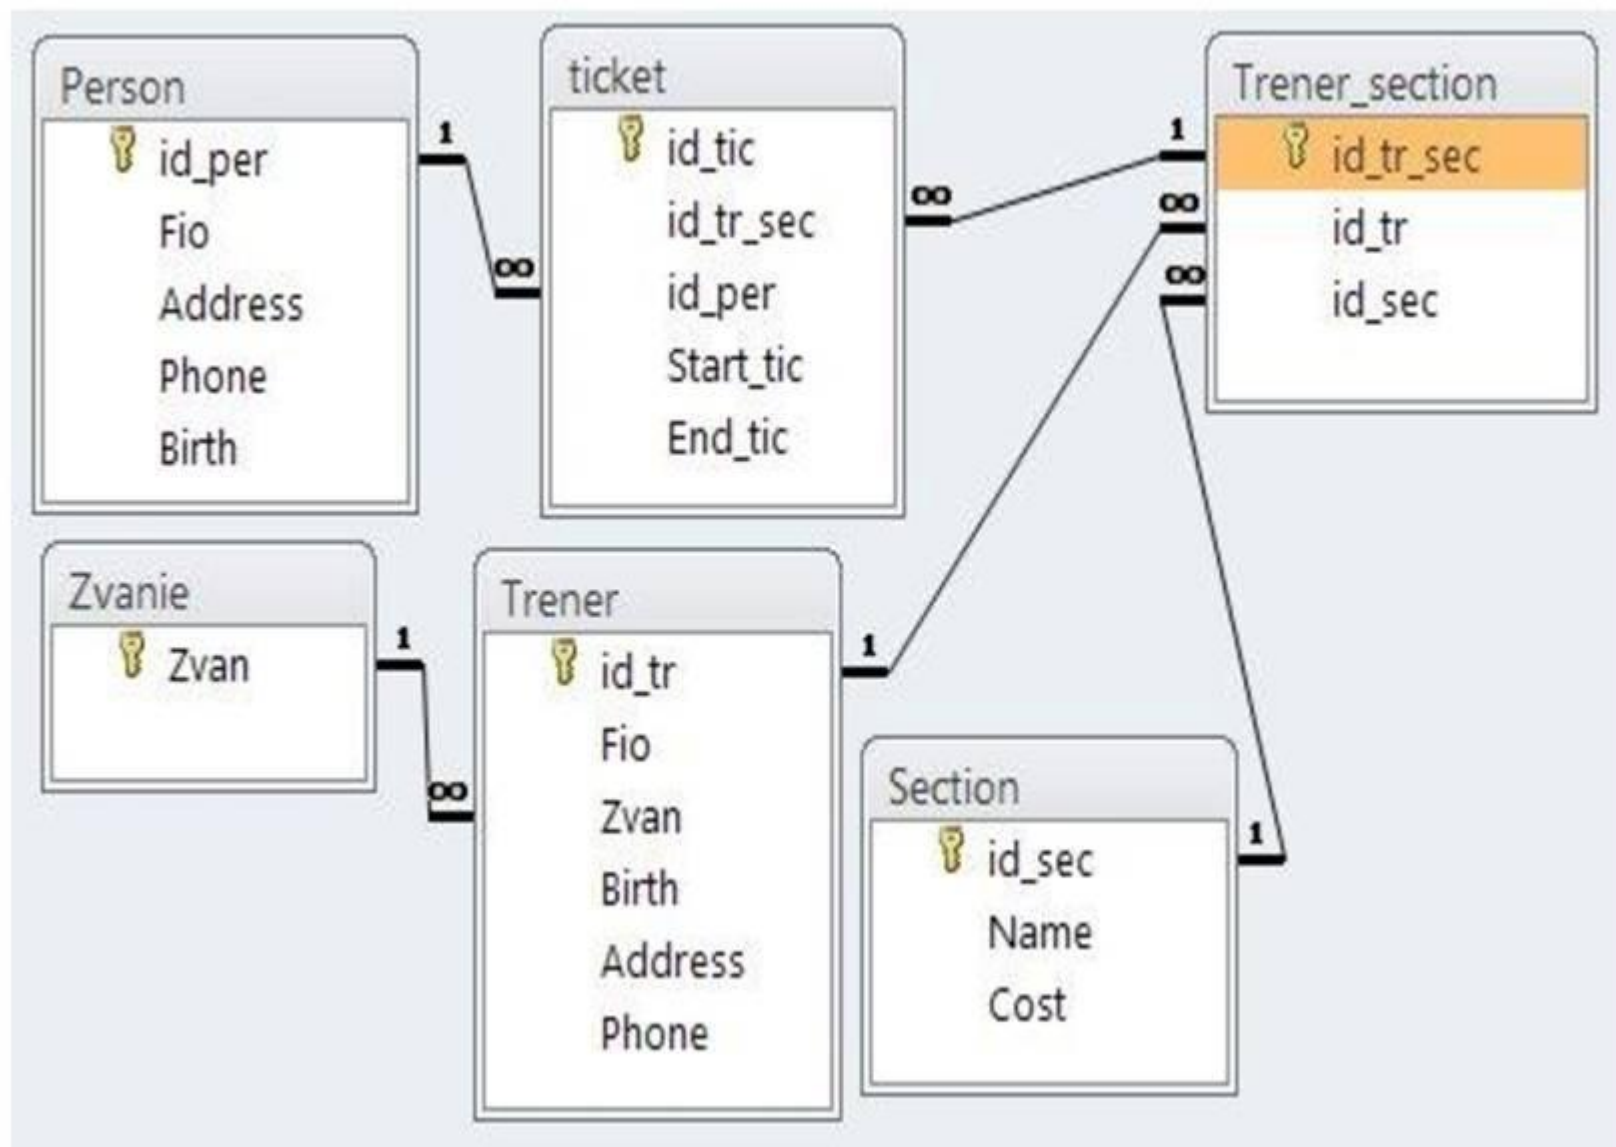 Person
id_per
Fio
Address
Phone
Birth
1
∞
ticket
id_tic
id_tr_sec
id_per
Start_tic
End_tic
∞
1
∞
∞
Trener_section
id_tr_sec
id_tr
id_sec
Zvanie
Zvan
1
∞
Trener
id_tr
Fio
Zvan
Birth
Address
Phone
1
Section
id_sec
Name
Cost
1